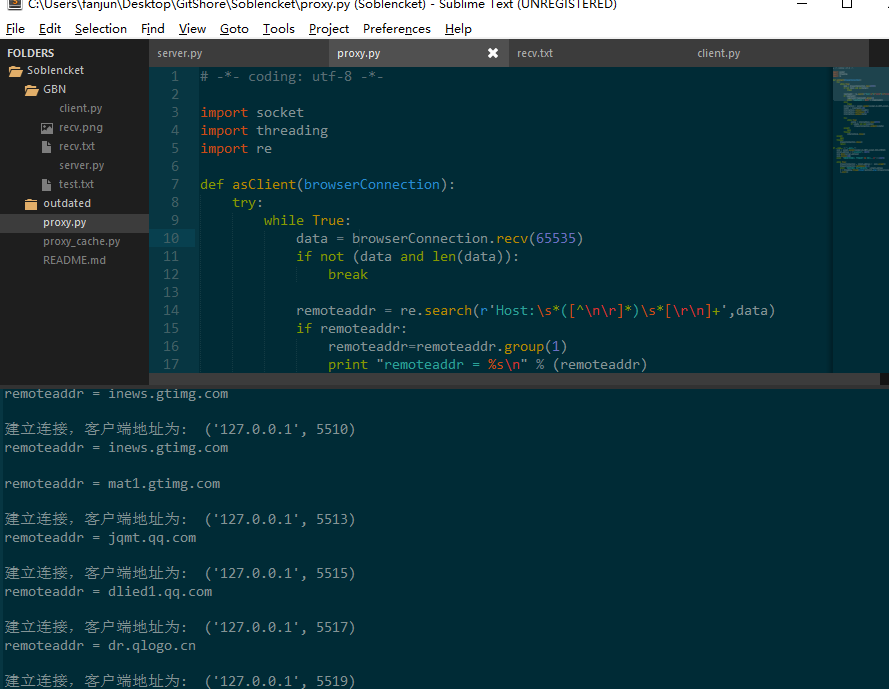 C:\Users\fanjun\Desktop\GitShore\Soblencket\proxy.py (Soblencket) - Sublime Text (UNREGISTERED)
File Edit Selection Find View Goto Tools Project Preferences Help
FOLDERS
Soblencket
GBN
client.py
recv.png
recv.txt
server.py
test.txt
outdated
proxy.py
proxy_cache.py
README.md
server.py proxy.py recv.txt client.py
1 # -*- coding: utf-8 -*-
2
3 import socket
4 import threading
5 import re
6
7 def asClient(browserConnection):
8 try:
9 while True:
10 data = browserConnection.recv(65535)
11 if not (data and len(data)):
12 break
13
14 remoteaddr = re.search(r'Host:\s*([^\n\r]*)\s*[\r\n]+',data)
15 if remoteaddr:
16 remoteaddr=remoteaddr.group(1)
17 print "remoteaddr = %s\n" % (remoteaddr)
remoteaddr = inews.gtimg.com
建立连接，客户端地址为: ('127.0.0.1', 5510)
remoteaddr = inews.gtimg.com
remoteaddr = mat1.gtimg.com
建立连接，客户端地址为: ('127.0.0.1', 5513)
remoteaddr = jqmt.qq.com
建立连接，客户端地址为: ('127.0.0.1', 5515)
remoteaddr = dlied1.qq.com
建立连接，客户端地址为: ('127.0.0.1', 5517)
remoteaddr = dr.qlogo.cn
建立连接，客户端地址为: ('127.0.0.1', 5519)